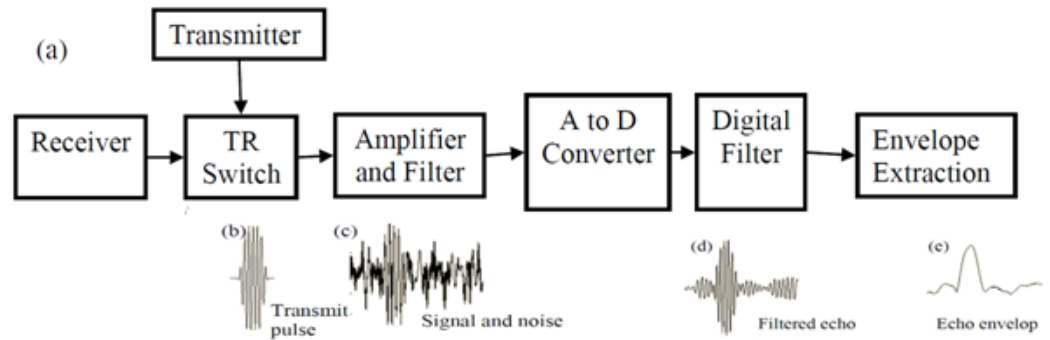 (a)
Transmitter
Receiver
TR
Switch
Amplifier
and Filter
A to D
Converter
Digital
Filter
Envelope
Extraction
(b)
Transmit
pulse
(c)
Signal and noise
(d)
Filtered echo
(e)
Echo envelop